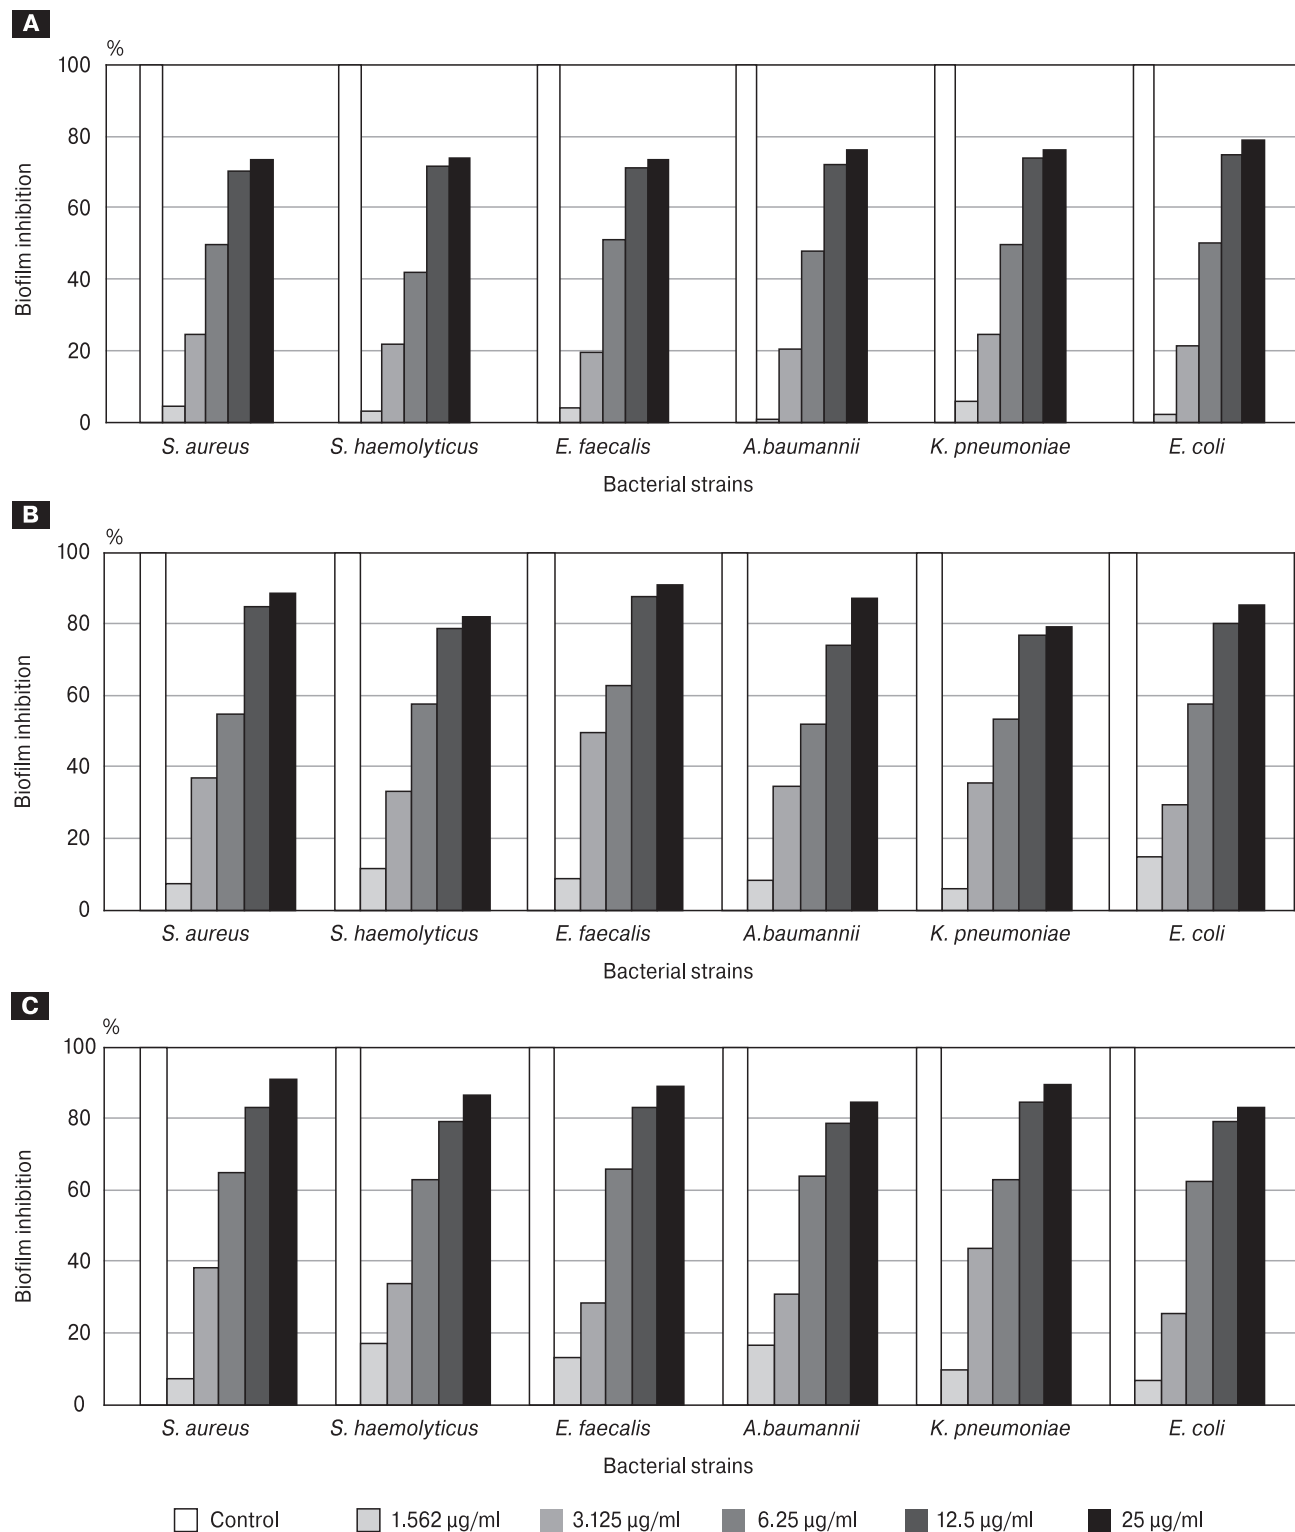 A
%
100
80
60
40
20
0
Biofilm inhibition
S. aureus S. haemolyticus E. faecalis A.baumannii K. pneumoniae E. coli
Bacterial strains
B
%
100
80
60
40
20
0
Biofilm inhibition
S. aureus S. haemolyticus E. faecalis A.baumannii K. pneumoniae E. coli
Bacterial strains
C
%
100
80
60
40
20
0
Biofilm inhibition
S. aureus S. haemolyticus E. faecalis A.baumannii K. pneumoniae E. coli
Bacterial strains
Control 1.562 µg/ml 3.125 µg/ml 6.25 µg/ml 12.5 µg/ml 25 µg/ml